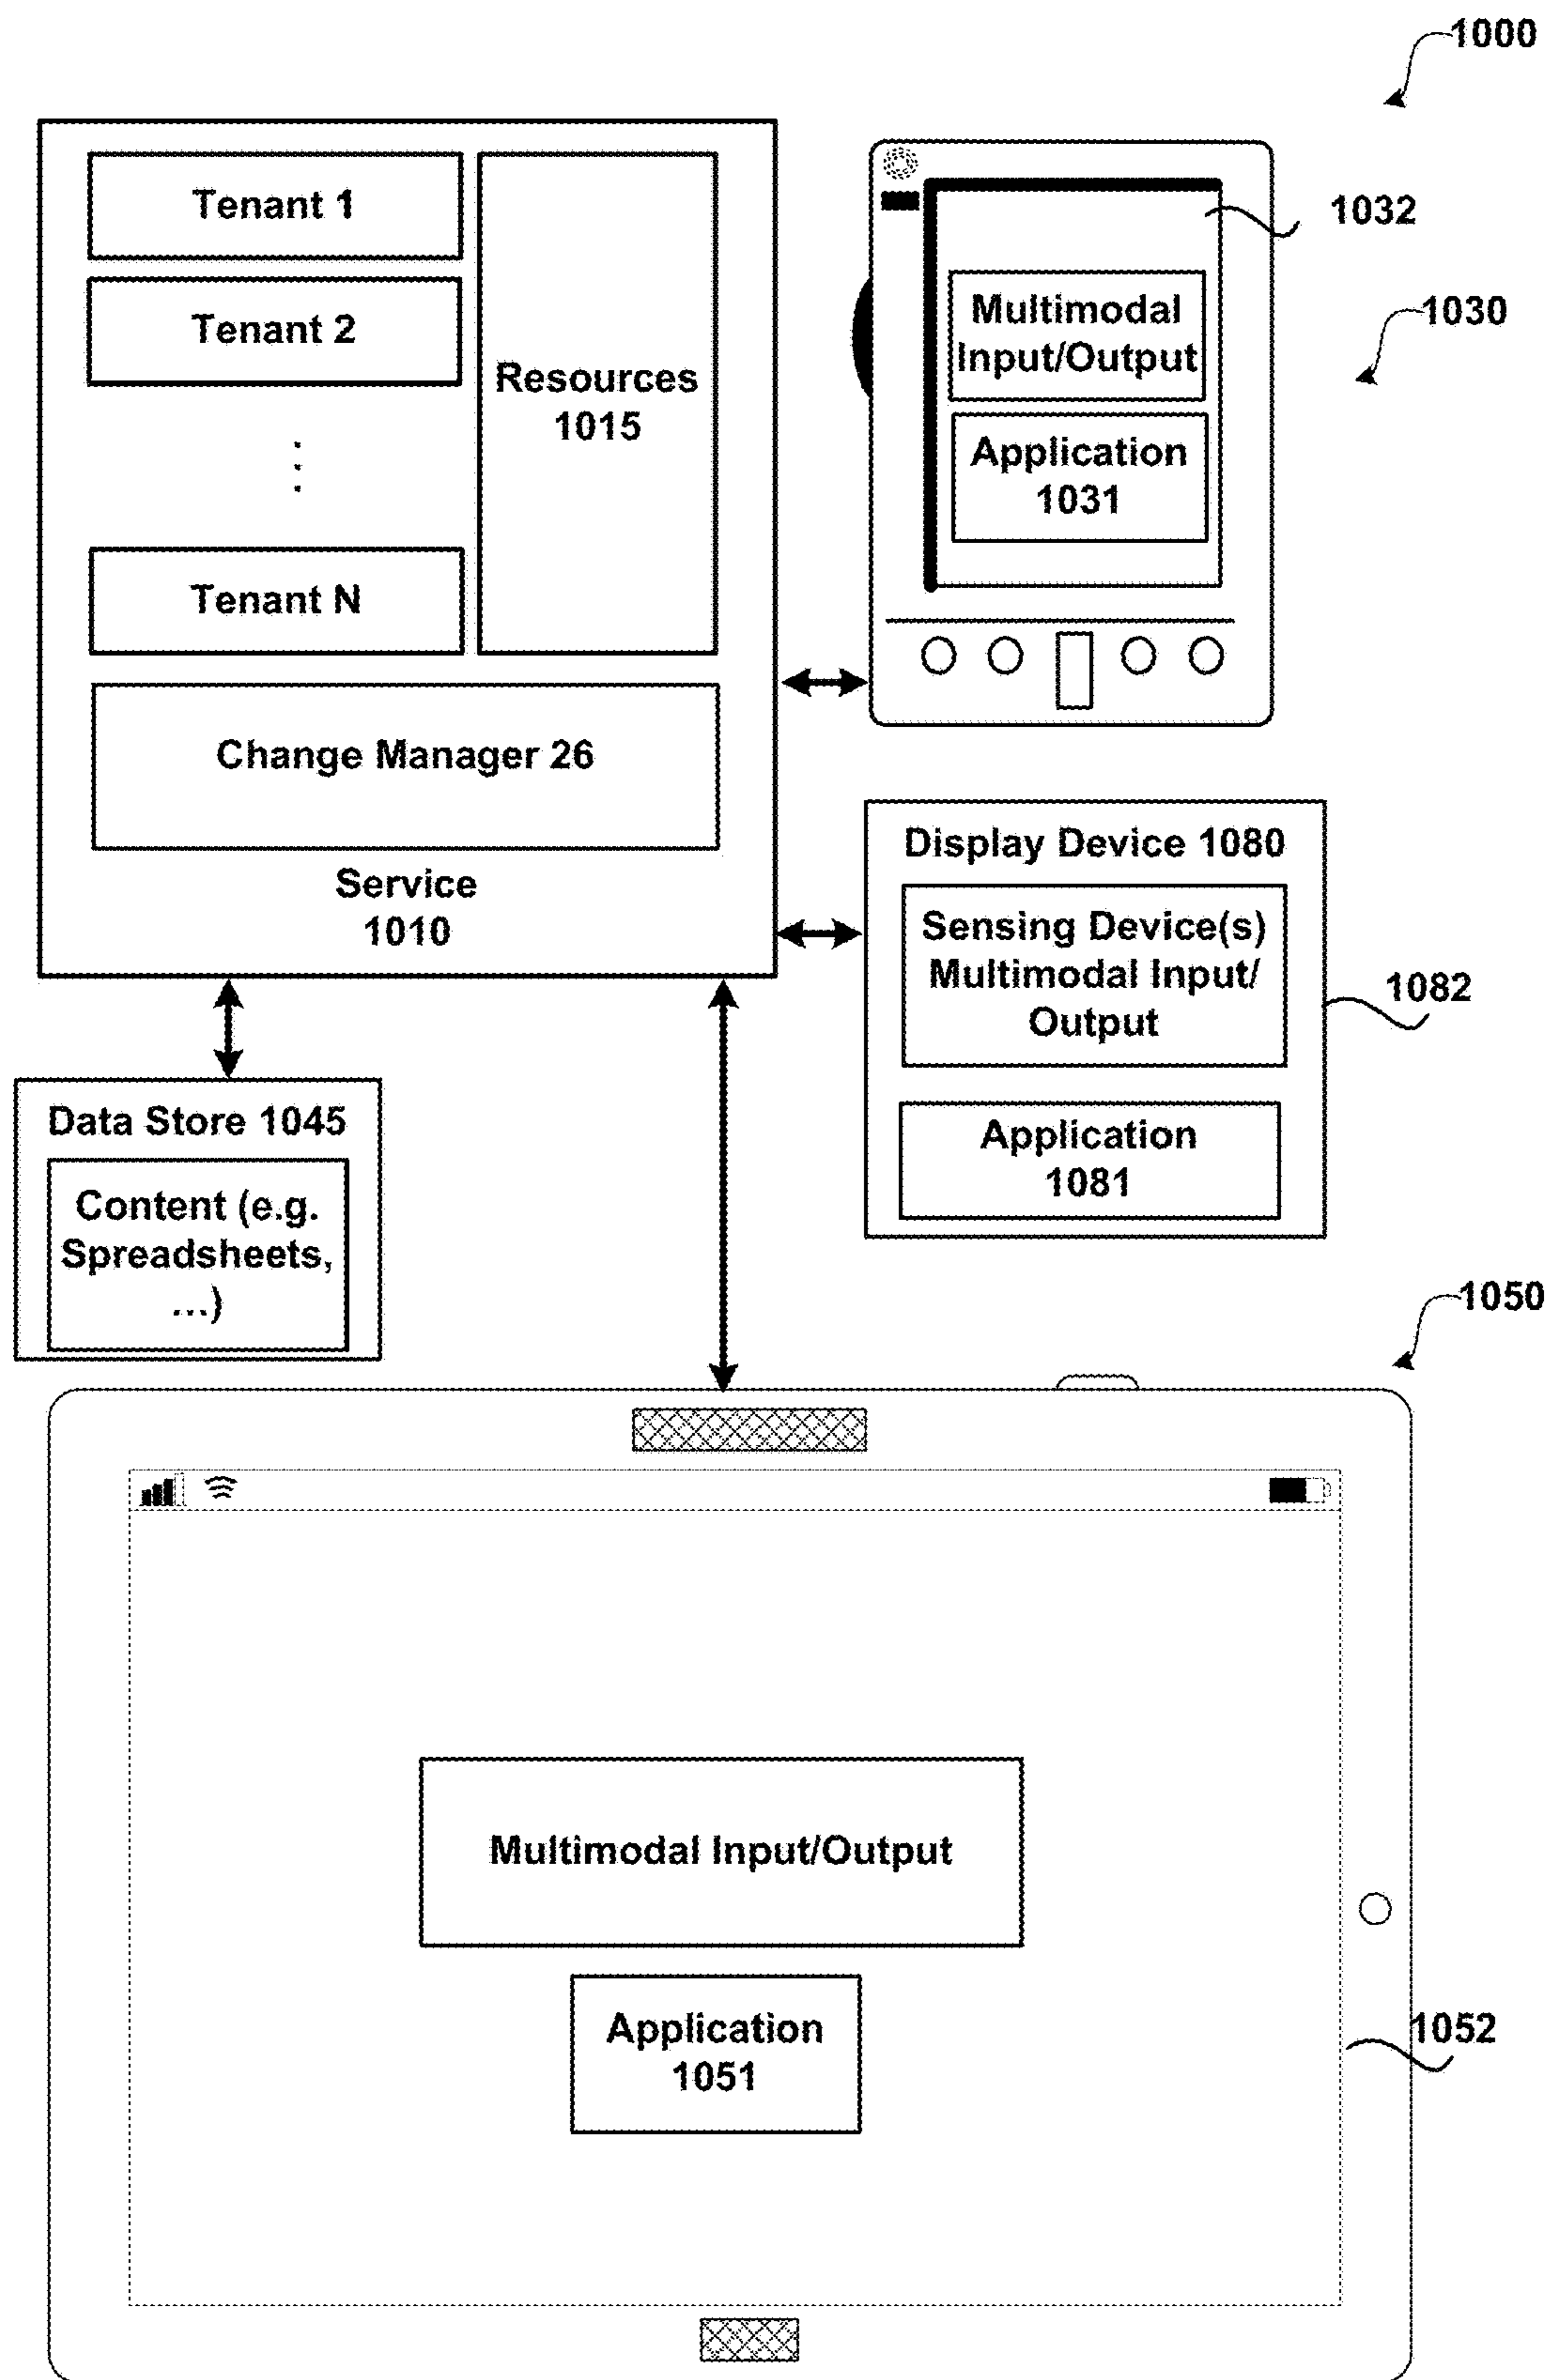 1000
Tenant 1
Tenant 2
⋮
Tenant N
Resources
1015
Change Manager 26
Service
1010
1032
1030
Multimodal
Input/Output
Application
1031
Display Device 1080
Sensing Device(s)
Multimodal Input/
Output
1082
Application
1081
Data Store 1045
Content (e.g.
Spreadsheets,
...)
1050
Multimodal Input/Output
Application
1051
1052